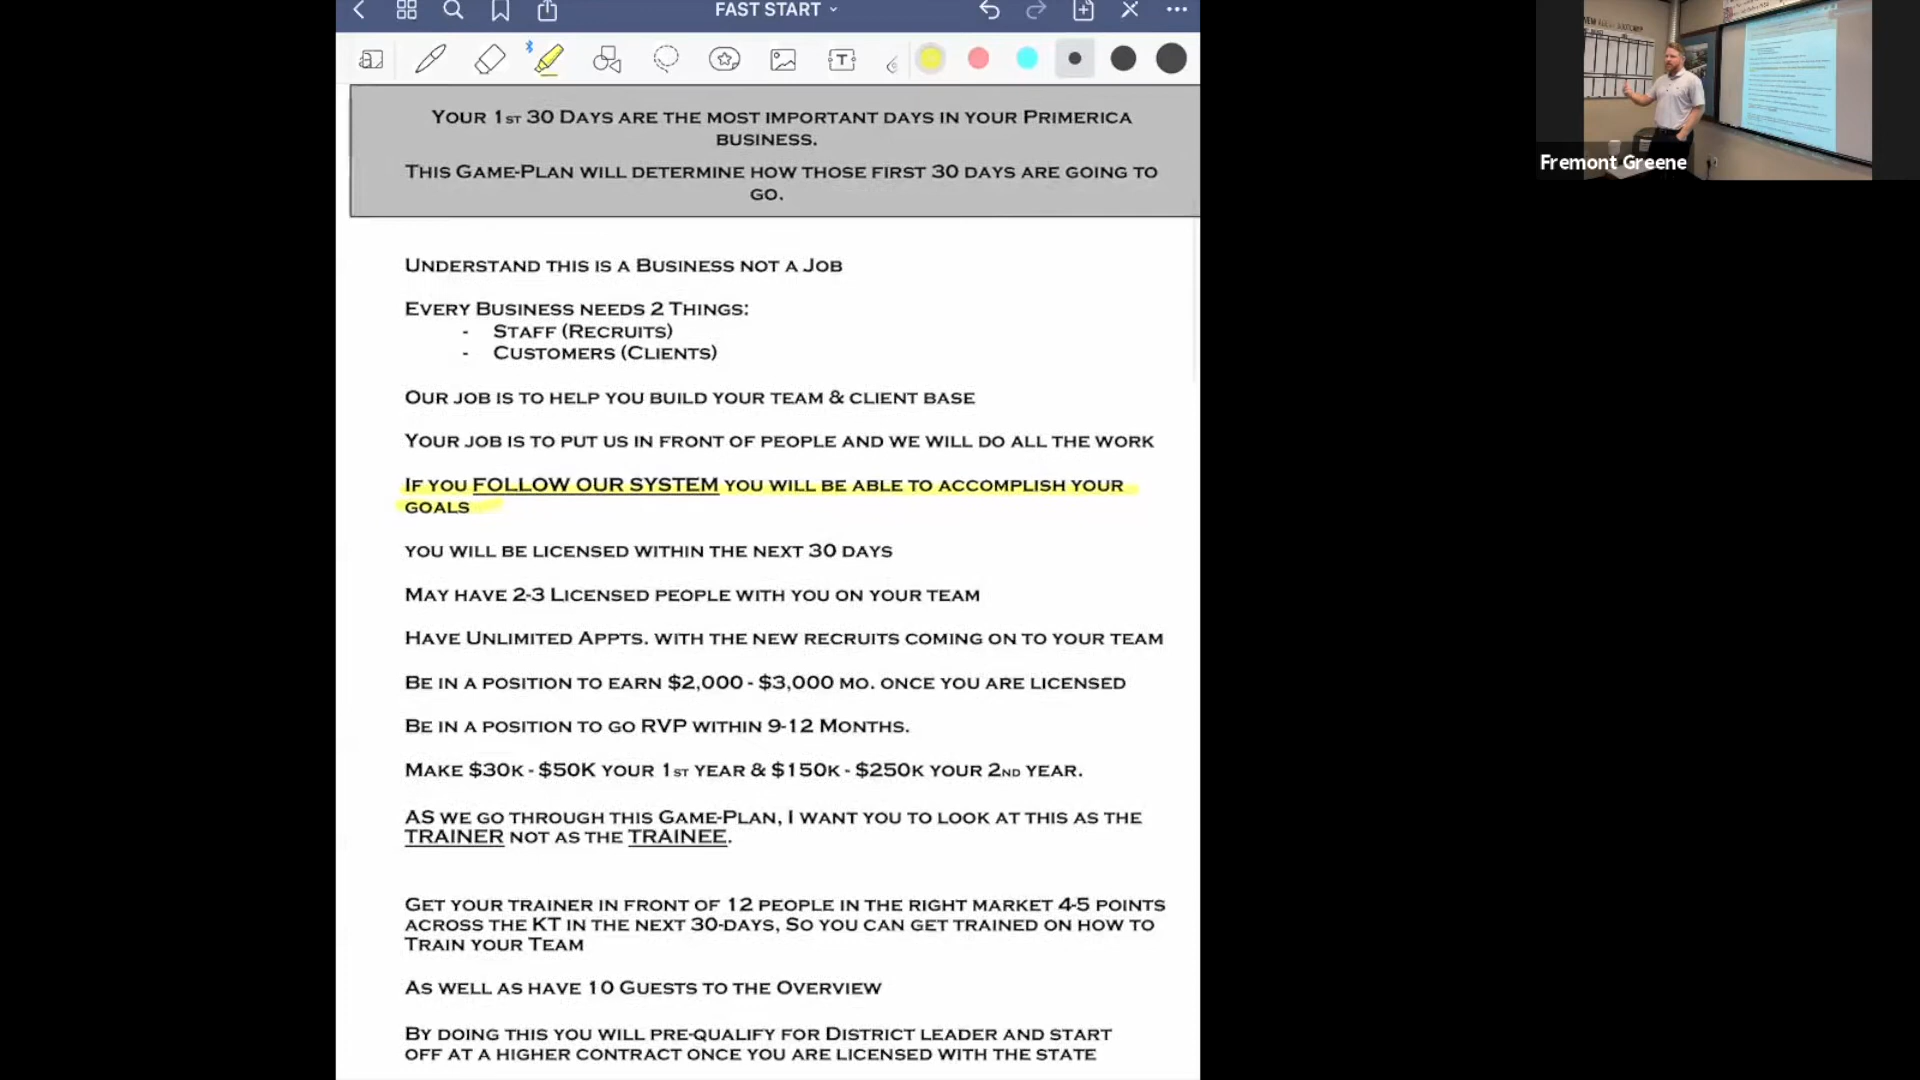 FAST START
YOUR 1ST 30 DAYS ARE THE MOST IMPORTANT DAYS IN YOUR PRIMERICA
BUSINESS.
THIS GAME-PLAN WILL DETERMINE HOW THOSE FIRST 30 DAYS ARE GOING TO
GO.
UNDERSTAND THIS IS A BUSINESS NOT A JOB
EVERY BUSINESS NEEDS 2 THINGS:
- STAFF (RECRUITS)
- CUSTOMERS (CLIENTS)
OUR JOB IS TO HELP YOU BUILD YOUR TEAM & CLIENT BASE
YOUR JOB IS TO PUT US IN FRONT OF PEOPLE AND WE WILL DO ALL THE WORK
IF YOU FOLLOW OUR SYSTEM YOU WILL BE ABLE TO ACCOMPLISH YOUR
GOALS
YOU WILL BE LICENSED WITHIN THE NEXT 30 DAYS
MAY HAVE 2-3 LICENSED PEOPLE WITH YOU ON YOUR TEAM
HAVE UNLIMITED APPTS. WITH THE NEW RECRUITS COMING ON TO YOUR TEAM
BE IN A POSITION TO EARN $2,000 - $3,000 MO. ONCE YOU ARE LICENSED
BE IN A POSITION TO GO RVP WITHIN 9-12 MONTHS.
MAKE $30K - $50K YOUR 1ST YEAR & $150K - $250K YOUR 2ND YEAR.
AS WE GO THROUGH THIS GAME-PLAN, I WANT YOU TO LOOK AT THIS AS THE
TRAINER NOT AS THE TRAINEE.
GET YOUR TRAINER IN FRONT OF 12 PEOPLE IN THE RIGHT MARKET 4-5 POINTS
ACROSS THE KT IN THE NEXT 30-DAYS, SO YOU CAN GET TRAINED ON HOW TO
TRAIN YOUR TEAM
AS WELL AS HAVE 10 GUESTS TO THE OVERVIEW
BY DOING THIS YOU WILL PRE-QUALIFY FOR DISTRICT LEADER AND START
OFF AT A HIGHER CONTRACT ONCE YOU ARE LICENSED WITH THE STATE
Fremont Greene